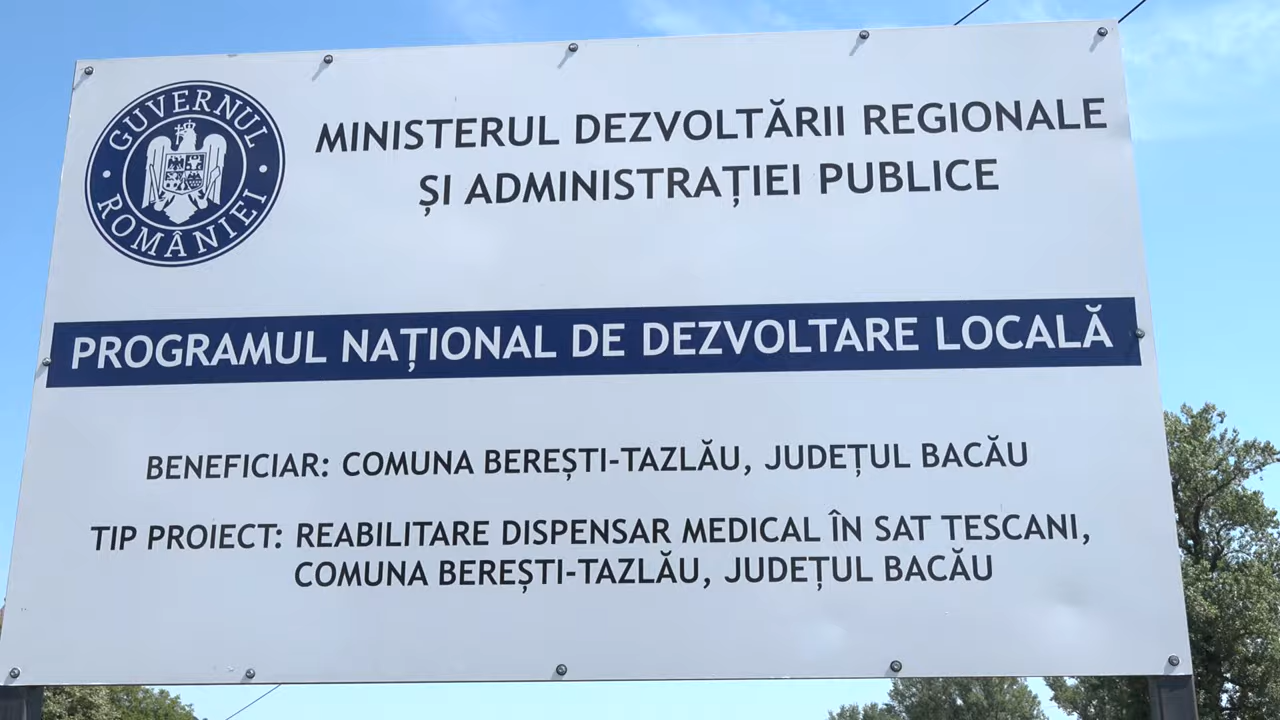 GUVERNUL ROMÂNIEI
MINISTERUL DEZVOLTĂRII REGIONALE
ȘI ADMINISTRAȚIEI PUBLICE
PROGRAMUL NAȚIONAL DE DEZVOLTARE LOCALĂ
BENEFICIAR: COMUNA BEREȘTI-TAZLĂU, JUDEȚUL BACĂU
TIP PROIECT: REABILITARE DISPENSAR MEDICAL ÎN SAT TESCANI,
COMUNA BEREȘTI-TAZLĂU, JUDEȚUL BACĂU